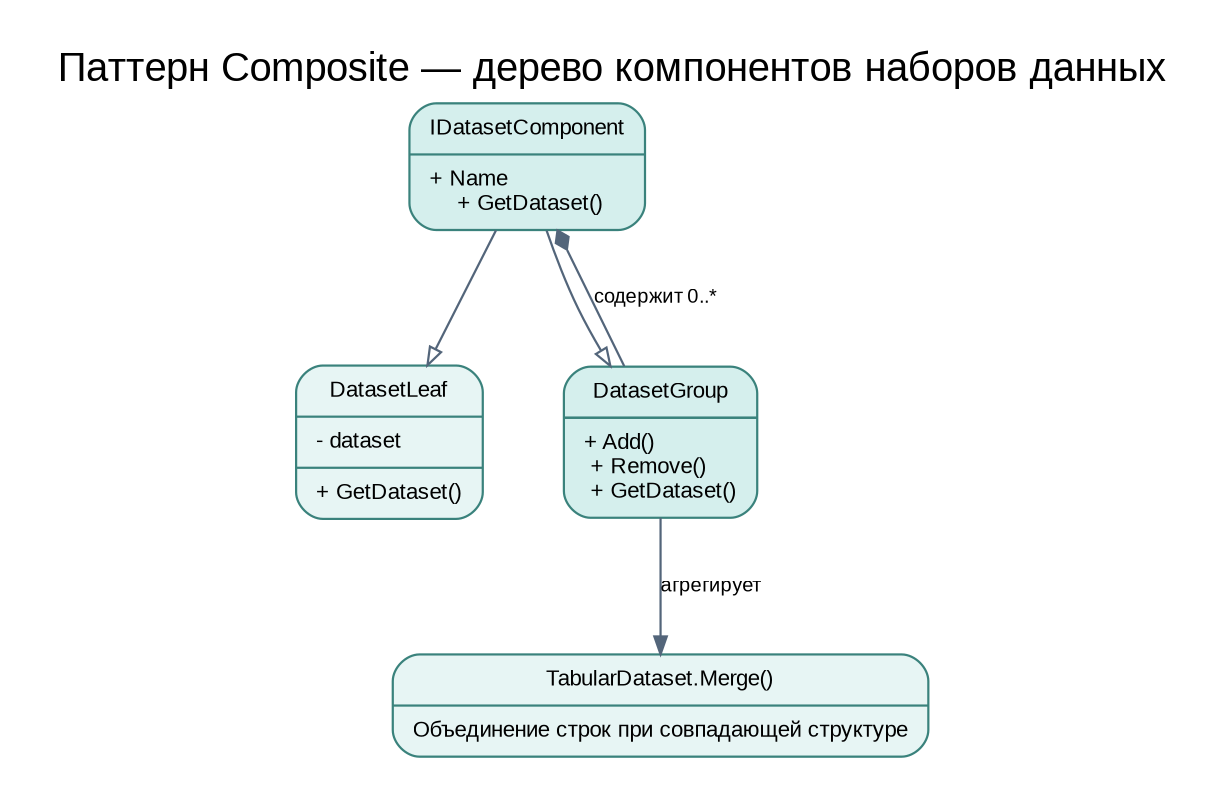 Паттерн Composite — дерево компонентов наборов данных
IDatasetComponent
+ Name
+ GetDataset()
содержит 0..*
DatasetLeaf
- dataset
+ GetDataset()
DatasetGroup
+ Add()
+ Remove()
+ GetDataset()
агрегирует
TabularDataset.Merge()
Объединение строк при совпадающей структуре